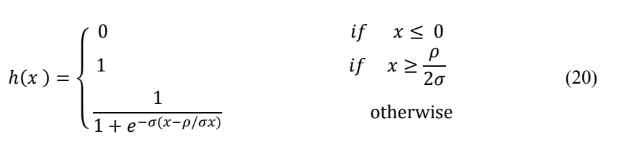 h(x) = { 0 if x ≤ 0
1 if x ≥ ρ/2σ
1/(1 + e^−σ(x−ρ/σx)) otherwise (20)